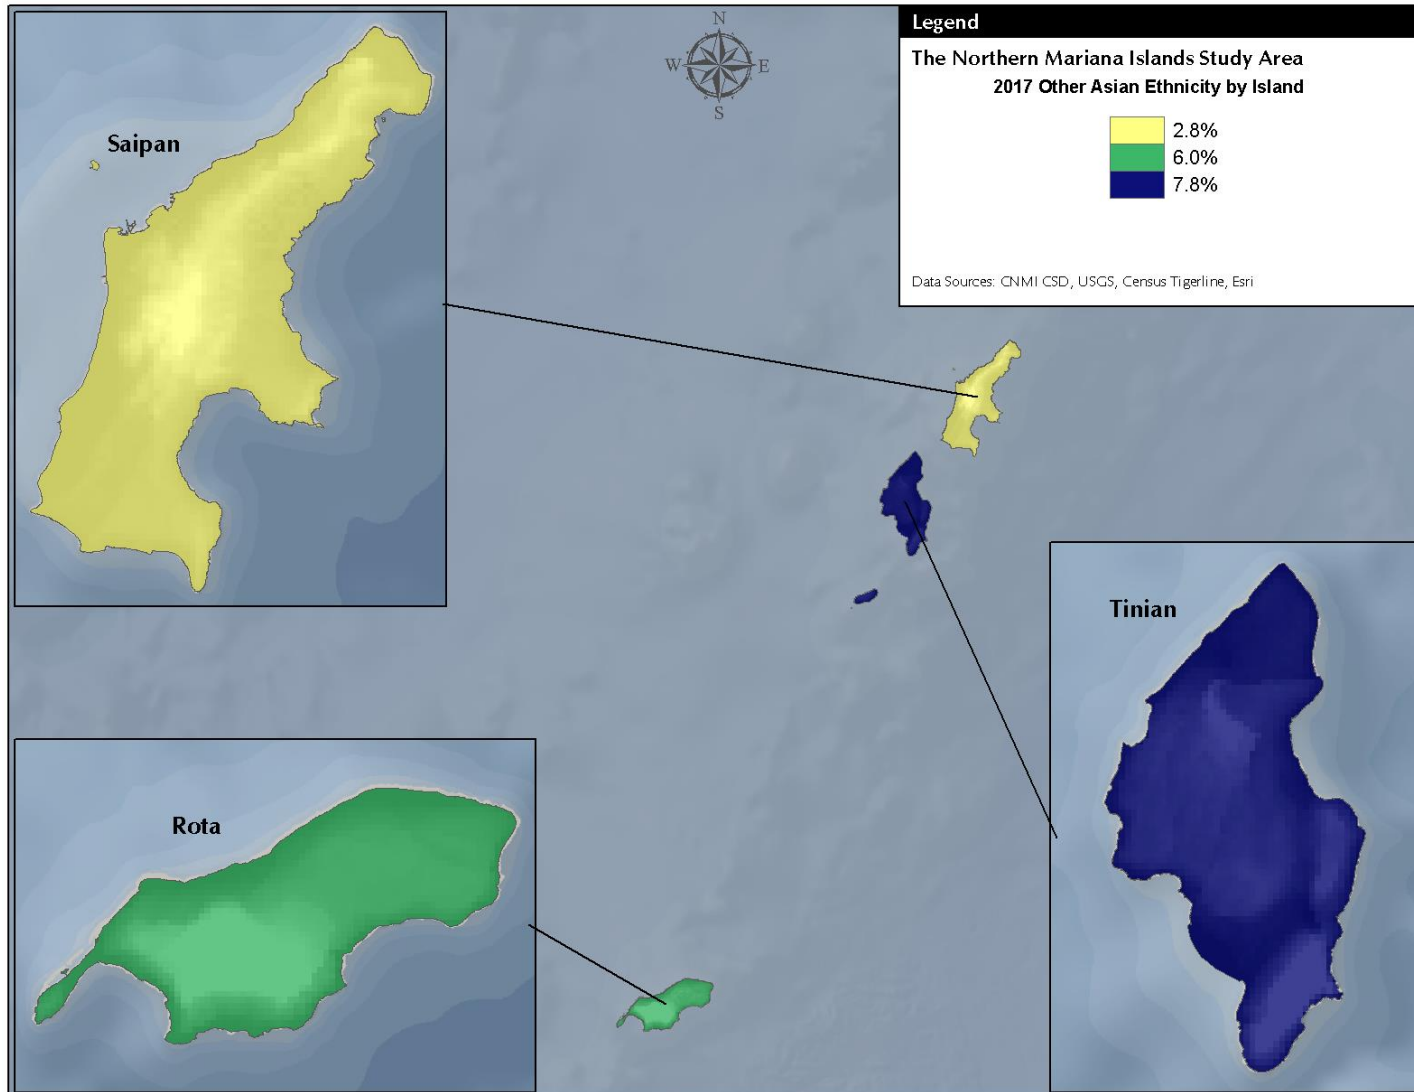 Saipan
N
W
E
S
Legend
The Northern Mariana Islands Study Area
2017 Other Asian Ethnicity by Island
2.8%
6.0%
7.8%
Data Sources: CNMI CSD, USGS, Census Tigerline, Esri
Tinian
Rota